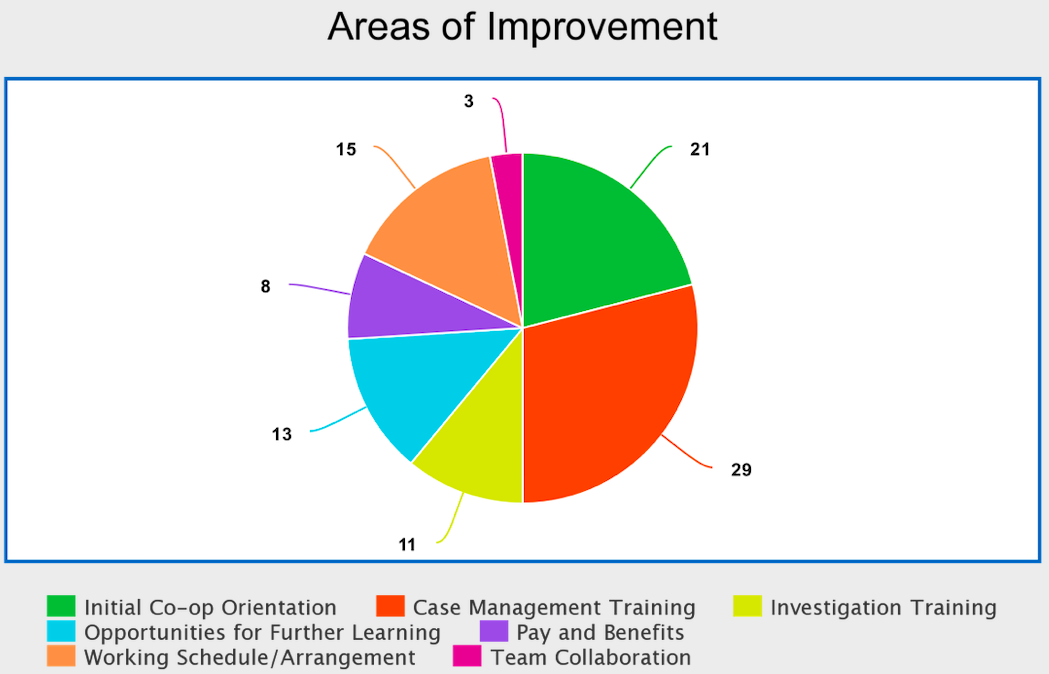 Areas of Improvement
3
15
21
8
13
29
11
Initial Co-op Orientation Case Management Training Investigation Training
Opportunities for Further Learning Pay and Benefits
Working Schedule/Arrangement Team Collaboration